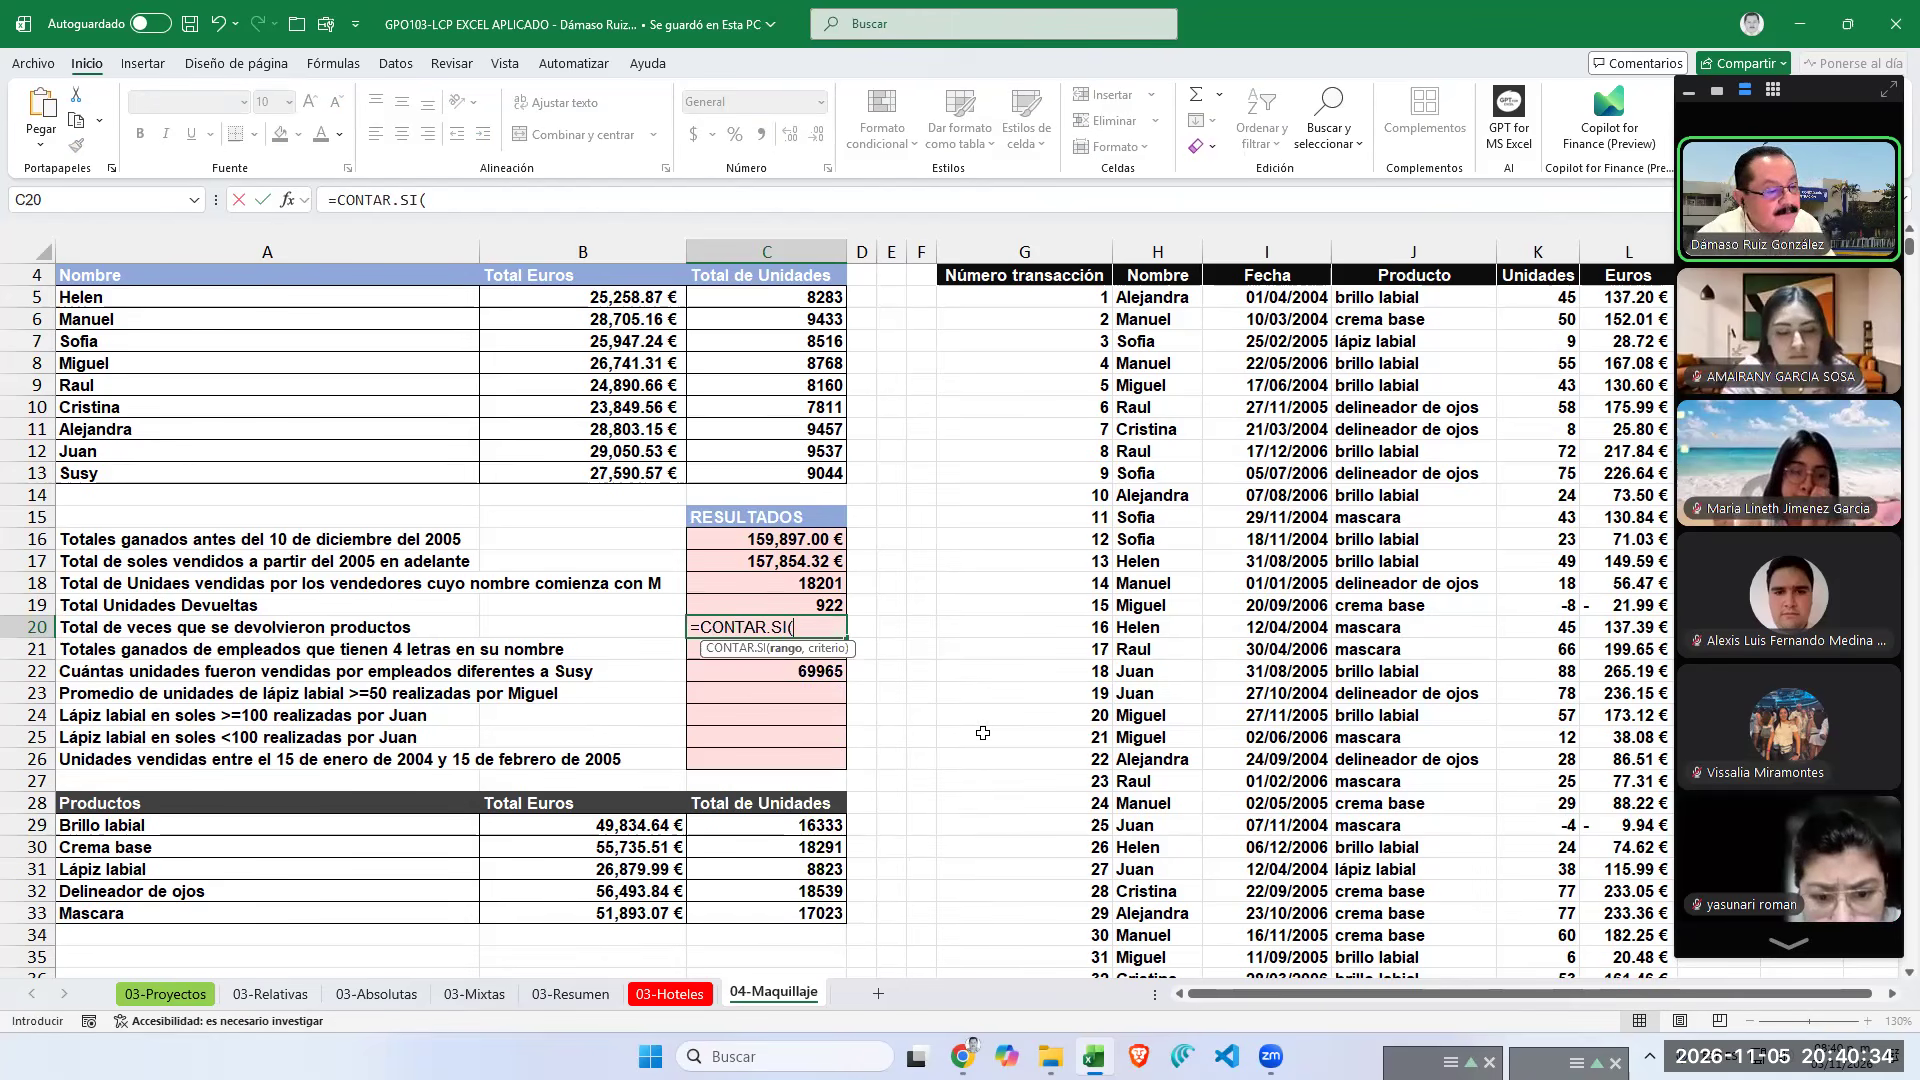 Autoguardado
GPO103-LCP EXCEL APLICADO - Dámaso Ruiz... • Se guardó en Esta PC
Buscar
Archivo Inicio Insertar Diseño de página Fórmulas Datos Revisar Vista Automatizar Ayuda
Comentarios Compartir Ponerse al día
Pegar
10
Ajustar texto
Combinar y centrar
General
Formato condicional
Dar formato como tabla
Estilos de celda
Insertar
Eliminar
Formato
Ordenar y filtrar
Buscar y seleccionar
Complementos
GPT for MS Excel
Copilot for Finance (Preview)
Portapapeles Fuente Alineación Número Estilos Celdas Edición Complementos AI Copilot for Finance (Pre...
C20 fx =CONTAR.SI(
A B C D E F G H I J K L
4 Nombre Total Euros Total de Unidades Número transacción Nombre Fecha Producto Unidades Euros
5 Helen 25,258.87 € 8283 1 Alejandra 01/04/2004 brillo labial 45 137.20 €
6 Manuel 28,705.16 € 9433 2 Manuel 10/03/2004 crema base 50 152.01 €
7 Sofia 25,947.24 € 8516 3 Sofia 25/02/2005 lápiz labial 9 28.72 €
8 Miguel 26,741.31 € 8768 4 Manuel 22/05/2006 brillo labial 55 167.08 €
9 Raul 24,890.66 € 8160 5 Miguel 17/06/2004 brillo labial 43 130.60 €
10 Cristina 23,849.56 € 7811 6 Raul 27/11/2005 delineador de ojos 58 175.99 €
11 Alejandra 28,803.15 € 9457 7 Cristina 21/03/2004 delineador de ojos 8 25.80 €
12 Juan 29,050.53 € 9537 8 Raul 17/12/2006 brillo labial 72 217.84 €
13 Susy 27,590.57 € 9044 9 Sofia 05/07/2006 delineador de ojos 75 226.64 €
14 10 Alejandra 07/08/2006 brillo labial 24 73.50 €
15 RESULTADOS 11 Sofia 29/11/2004 mascara 43 130.84 €
16 Totales ganados antes del 10 de diciembre del 2005 159,897.00 € 12 Sofia 18/11/2004 brillo labial 23 71.03 €
17 Total de soles vendidos a partir del 2005 en adelante 157,854.32 € 13 Helen 31/08/2005 brillo labial 49 149.59 €
18 Total de Unidaes vendidas por los vendedores cuyo nombre comienza con M 18201 14 Manuel 01/01/2005 delineador de ojos 18 56.47 €
19 Total Unidades Devueltas 922 15 Miguel 20/09/2006 crema base -8 - 21.99 €
20 Total de veces que se devolvieron productos =CONTAR.SI( 16 Helen 12/04/2004 mascara 45 137.39 €
21 Totales ganados de empleados que tienen 4 letras en su nombre CONTAR.SI(rango, criterio) 17 Raul 30/04/2006 mascara 66 199.65 €
22 Cuántas unidades fueron vendidas por empleados diferentes a Susy 69965 18 Juan 31/08/2005 brillo labial 88 265.19 €
23 Promedio de unidades de lápiz labial >=50 realizadas por Miguel 19 Juan 27/10/2004 delineador de ojos 78 236.15 €
24 Lápiz labial en soles >=100 realizadas por Juan 20 Miguel 27/11/2005 brillo labial 57 173.12 €
25 Lápiz labial en soles <100 realizadas por Juan 21 Miguel 02/06/2006 mascara 12 38.08 €
26 Unidades vendidas entre el 15 de enero de 2004 y 15 de febrero de 2005 22 Alejandra 24/09/2004 delineador de ojos 28 86.51 €
27 23 Raul 01/02/2006 mascara 25 77.31 €
28 Productos Total Euros Total de Unidades 24 Manuel 02/05/2005 crema base 29 88.22 €
29 Brillo labial 49,834.64 € 16333 25 Juan 07/11/2004 mascara -4 - 9.94 €
30 Crema base 55,735.51 € 18291 26 Helen 06/12/2006 brillo labial 24 74.62 €
31 Lápiz labial 26,879.99 € 8823 27 Juan 12/04/2004 lápiz labial 38 115.99 €
32 Delineador de ojos 56,493.84 € 18539 28 Cristina 22/09/2005 crema base 77 233.05 €
33 Mascara 51,893.07 € 17023 29 Alejandra 23/10/2006 crema base 77 233.36 €
34 30 Manuel 16/11/2005 crema base 60 182.25 €
35 31 Miguel 11/09/2005 brillo labial 6 20.48 €
36 32 Cristina 28/03/2006 brillo labial 53 161.46 €
Dámaso Ruiz González
AMAIRANY GARCIA SOSA
Maria Lineth Jimenez Garcia
Alexis Luis Fernando Medina ...
Vissalia Miramontes
yasunari roman
03-Proyectos 03-Relativas 03-Absolutas 03-Mixtas 03-Resumen 03-Hoteles 04-Maquillaje
Introducir Accesibilidad: es necesario investigar 130%
Buscar
zm
2026-11-05 20:40:34